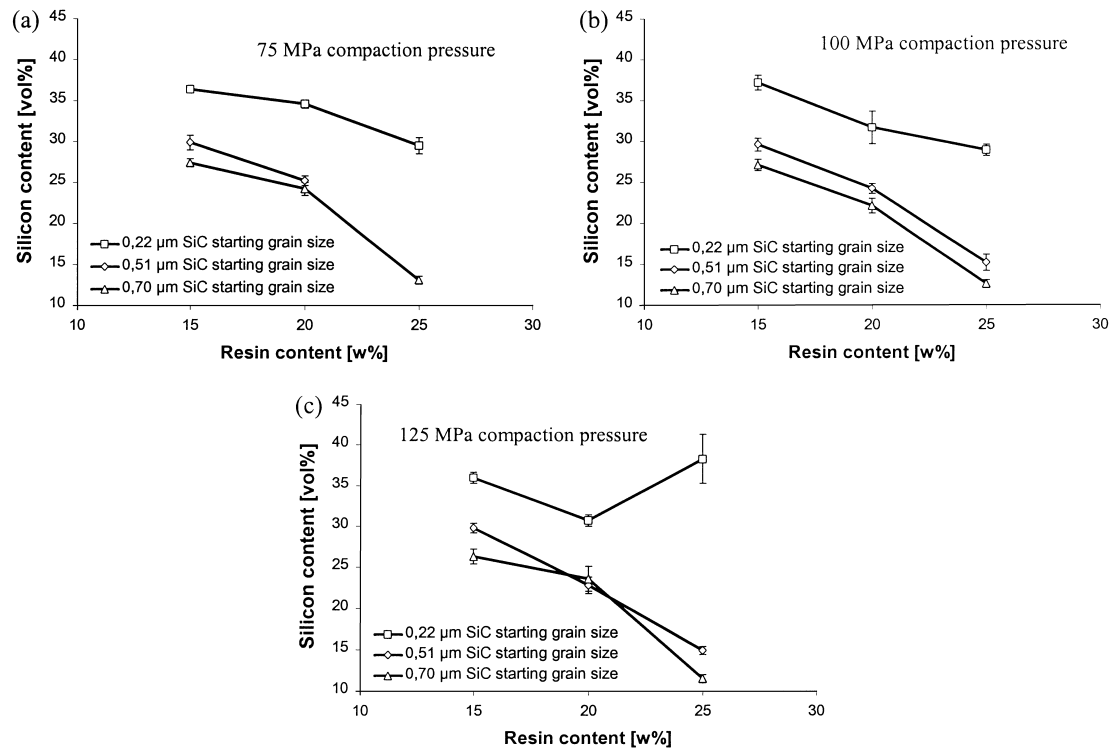 (a)
75 MPa compaction pressure
Silicon content [vol%]
45
40
35
30
25
20
15
10
0,22 µm SiC starting grain size
0,51 µm SiC starting grain size
0,70 µm SiC starting grain size
10
15
20
25
30
Resin content [w%]
(b)
100 MPa compaction pressure
Silicon content [vol%]
45
40
35
30
25
20
15
10
0,22 µm SiC starting grain size
0,51 µm SiC starting grain size
0,70 µm SiC starting grain size
10
15
20
25
30
Resin content [w%]
(c)
125 MPa compaction pressure
Silicon content [vol%]
45
40
35
30
25
20
15
10
0,22 µm SiC starting grain size
0,51 µm SiC starting grain size
0,70 µm SiC starting grain size
10
15
20
25
30
Resin content [w%]